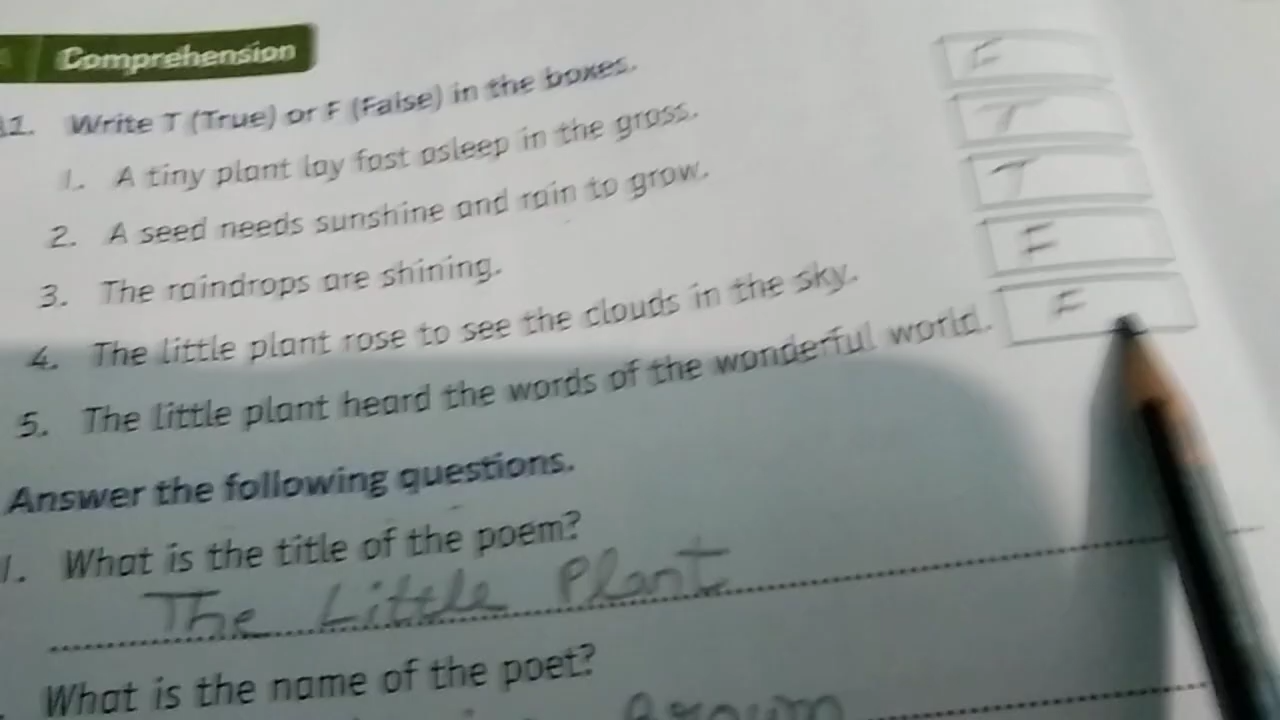 Comprehension
B1. Write T (True) or F (False) in the boxes.
1. A tiny plant lay fast asleep in the grass. F
2. A seed needs sunshine and rain to grow. T
3. The raindrops are shining. T
4. The little plant rose to see the clouds in the sky. F
5. The little plant heard the words of the wonderful world. F
Answer the following questions.
1. What is the title of the poem?
The Little Plant
What is the name of the poet?
Brown